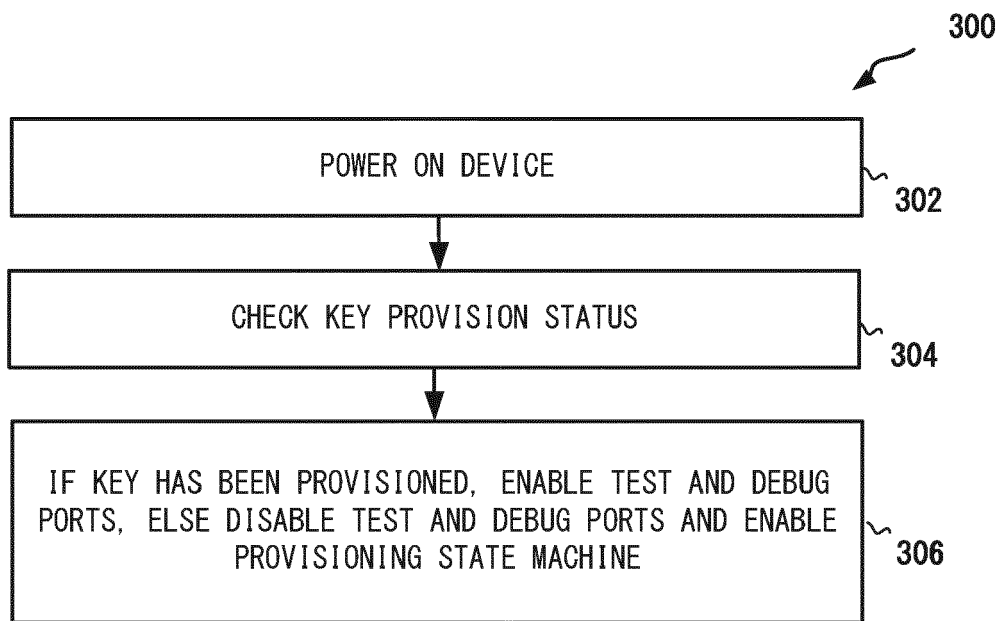 300
POWER ON DEVICE
302
CHECK KEY PROVISION STATUS
304
IF KEY HAS BEEN PROVISIONED, ENABLE TEST AND DEBUG
PORTS, ELSE DISABLE TEST AND DEBUG PORTS AND ENABLE
PROVISIONING STATE MACHINE
306